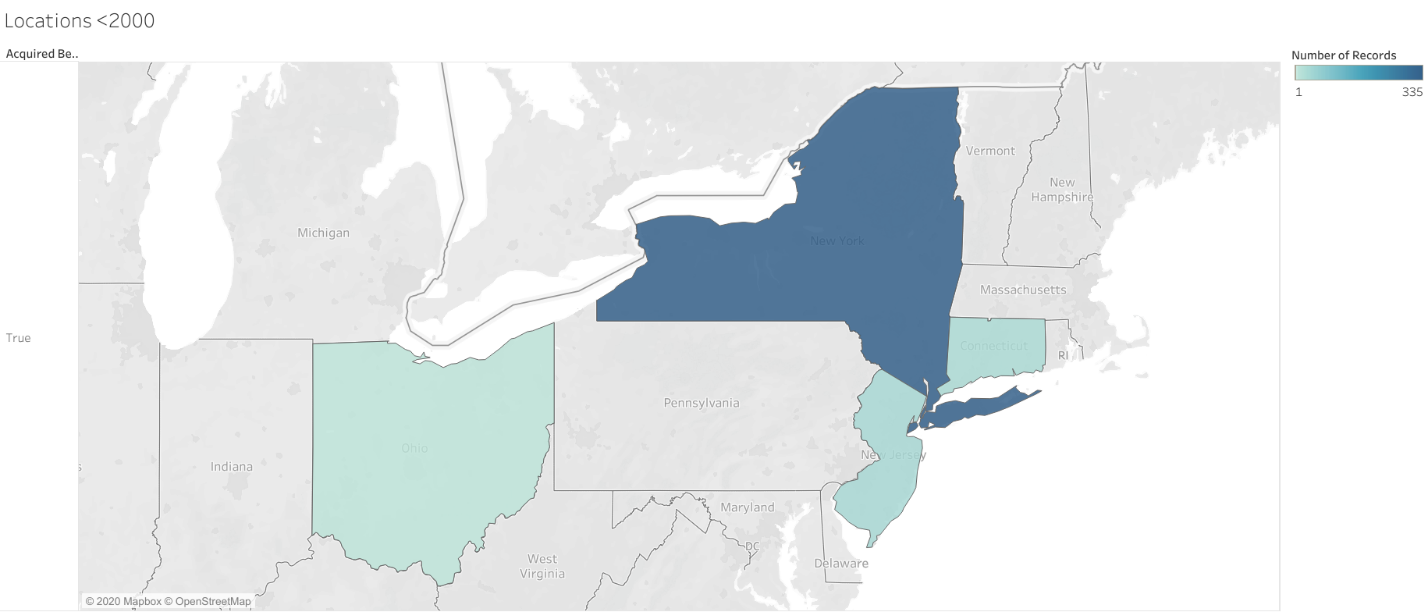 Locations <2000
Acquired Be..
Number of Records
1 335
Vermont
New
Hampshire
Michigan
New York
Massachusetts
True
Connecticut
RI
Pennsylvania
Ohio
New Jersey
s
Indiana
Maryland
DC
West
Virginia
Delaware
© 2020 Mapbox © OpenStreetMap